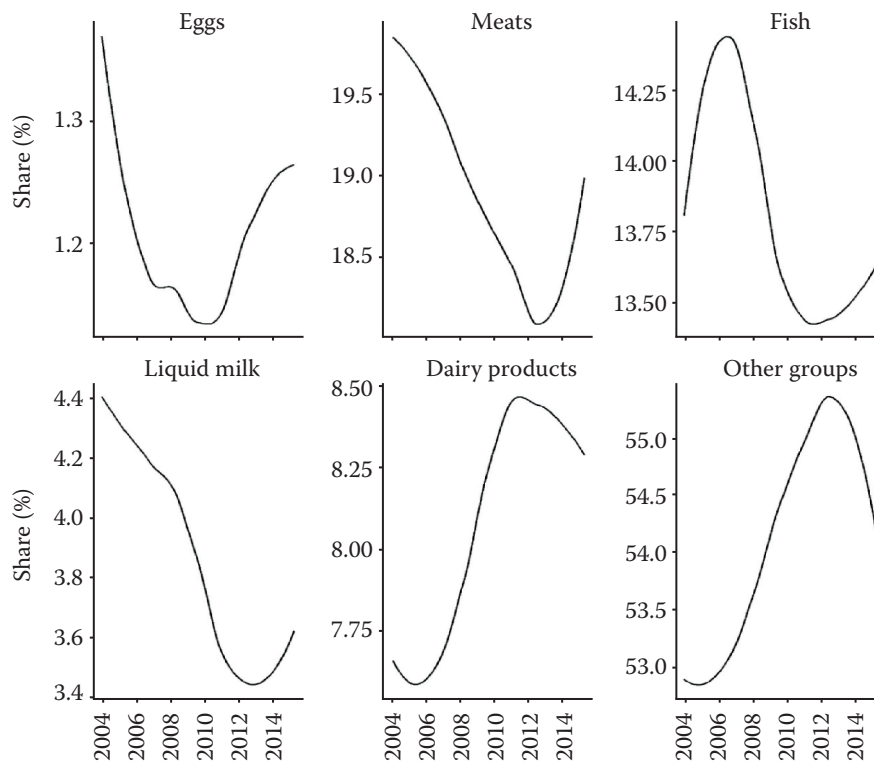 Eggs
Meats
Fish
Share (%)
1.3
1.2
19.5
19.0
18.5
14.25
14.00
13.75
13.50
Liquid milk
Dairy products
Other groups
Share (%)
4.4
4.2
4.0
3.8
3.6
3.4
8.50
8.25
8.00
7.75
55.0
54.5
54.0
53.5
53.0
2004 2006 2008 2010 2012 2014
2004 2006 2008 2010 2012 2014
2004 2006 2008 2010 2012 2014